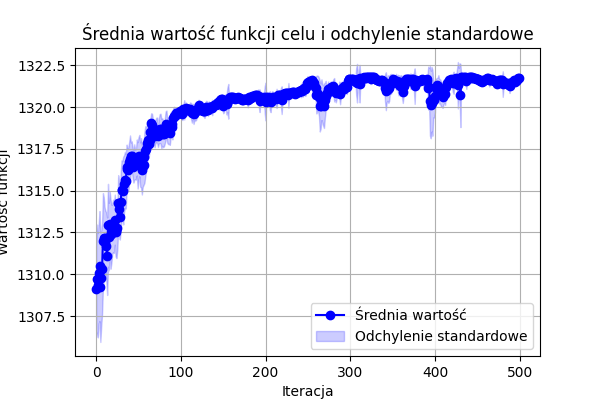 Średnia wartość funkcji celu i odchylenie standardowe
1322.5
1320.0
1317.5
1315.0
1312.5
1310.0
1307.5
Wartość funkcji
Średnia wartość
Odchylenie standardowe
0 100 200 300 400 500
Iteracja